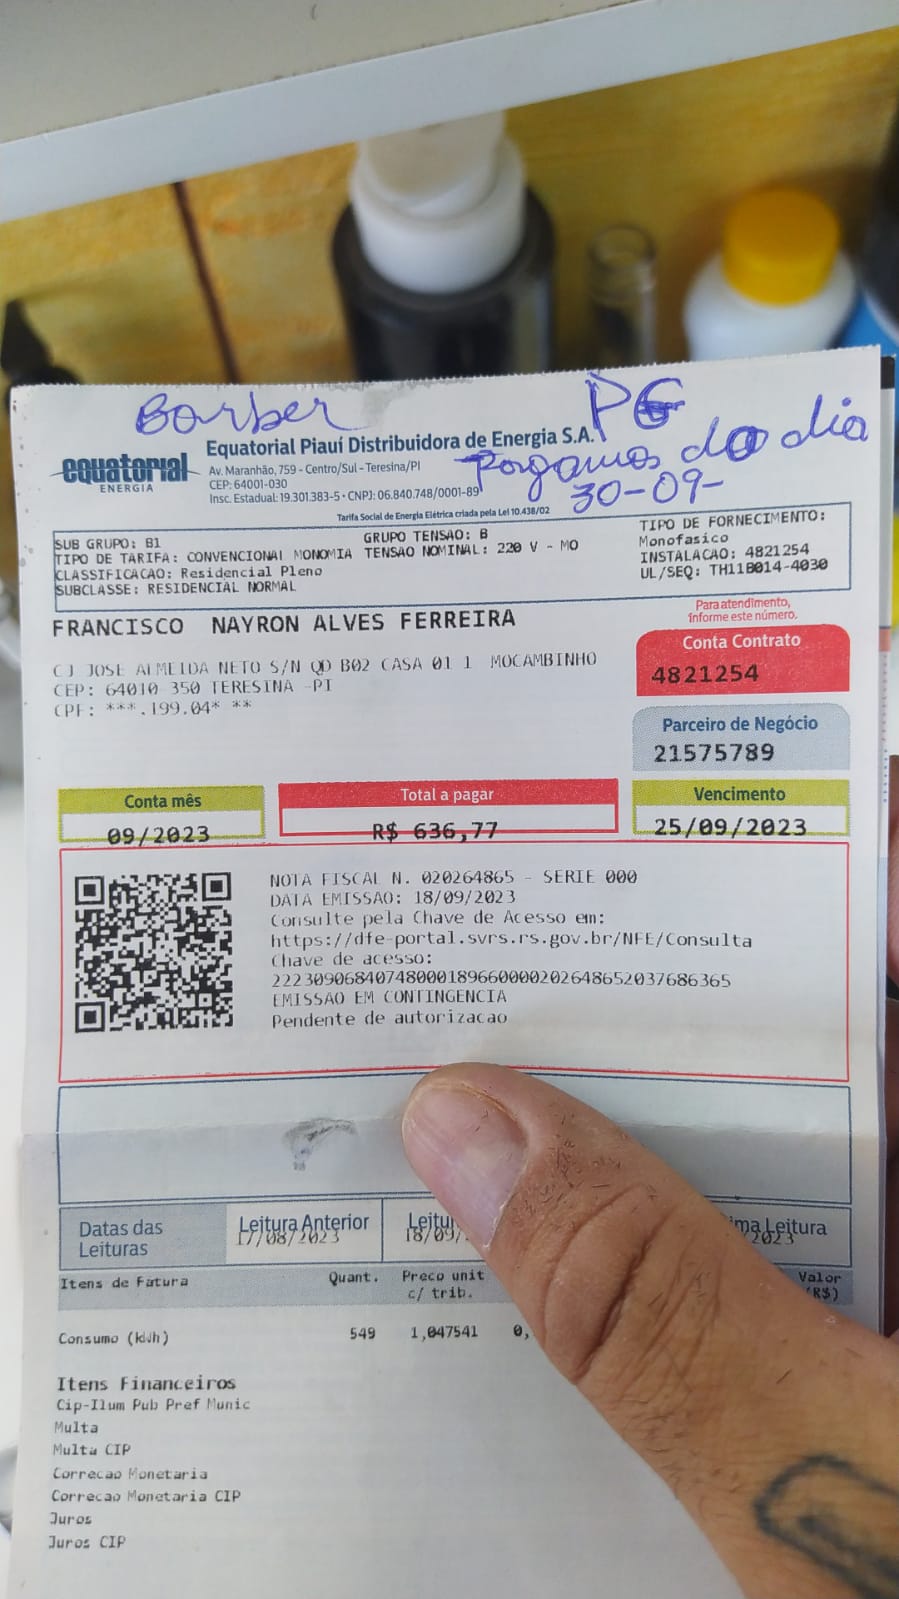 Barber
PG
Pagamos do dia
30-09-
equatorial
ENERGIA
Equatorial Piauí Distribuidora de Energia S.A.
Av. Maranhão, 759 - Centro/Sul - Teresina/PI
CEP: 64001-030
Insc. Estadual: 19.301.383-5 • CNPJ: 06.840.748/0001-89
Tarifa Social de Energia Elétrica criada pela Lei 10.438/02
SUB GRUPO: B1 GRUPO TENSAO: B
TIPO DE TARIFA: CONVENCIONAL MONOMIA TENSAO NOMINAL: 220 V - MO
CLASSIFICACAO: Residencial Pleno
SUBCLASSE: RESIDENCIAL NORMAL
TIPO DE FORNECIMENTO:
Monofasico
INSTALACAO: 4821254
UL/SEQ: TH11B014-4030
FRANCISCO NAYRON ALVES FERREIRA
CJ JOSE ALMEIDA NETO S/N QD B02 CASA 01 1 MOCAMBINHO
CEP: 64010 350 TERESINA -PI
CPF: ***.199.04* **
Para atendimento,
informe este número.
Conta Contrato
4821254
Parceiro de Negócio
21575789
Conta mês
09/2023
Total a pagar
R$ 636,77
Vencimento
25/09/2023
NOTA FISCAL N. 020264865 - SERIE 000
DATA EMISSAO: 18/09/2023
Consulte pela Chave de Acesso em:
https://dfe-portal.svrs.rs.gov.br/NFE/Consulta
Chave de acesso:
22230906840748000189660000202648652037686365
EMISSAO EM CONTINGENCIA
Pendente de autorizacao
Datas das
Leituras
Leitura Anterior
17/08/2023
18/09/
Leitura
2023
Itens de Fatura Quant. Preco unit Valor
c/ trib. (R$)
Consumo (kWh) 549 1,047541 0,
Itens Financeiros
Cip-Ilum Pub Pref Munic
Multa
Multa CIP
Correcao Monetaria
Correcao Monetaria CIP
Juros
Juros CIP